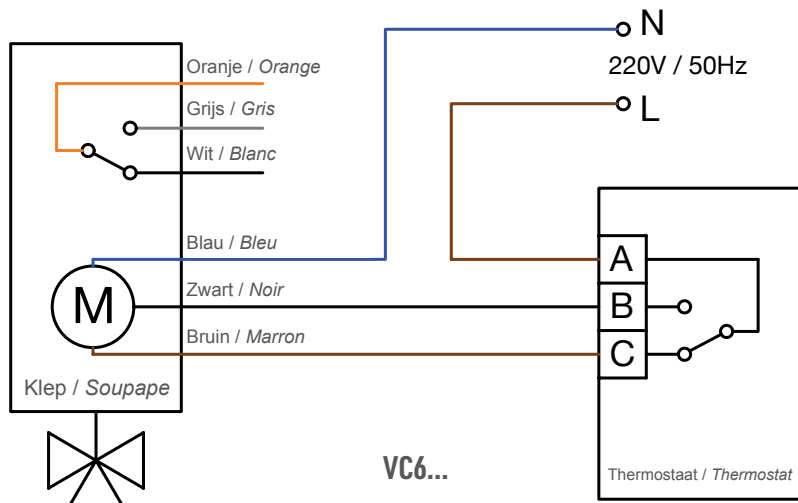 N
220V / 50Hz
L
Oranje / Orange
Grijs / Gris
Wit / Blanc
Blau / Bleu
Zwart / Noir
Bruin / Marron
M
Klep / Soupape
A
B
C
Thermostaat / Thermostat
VC6...